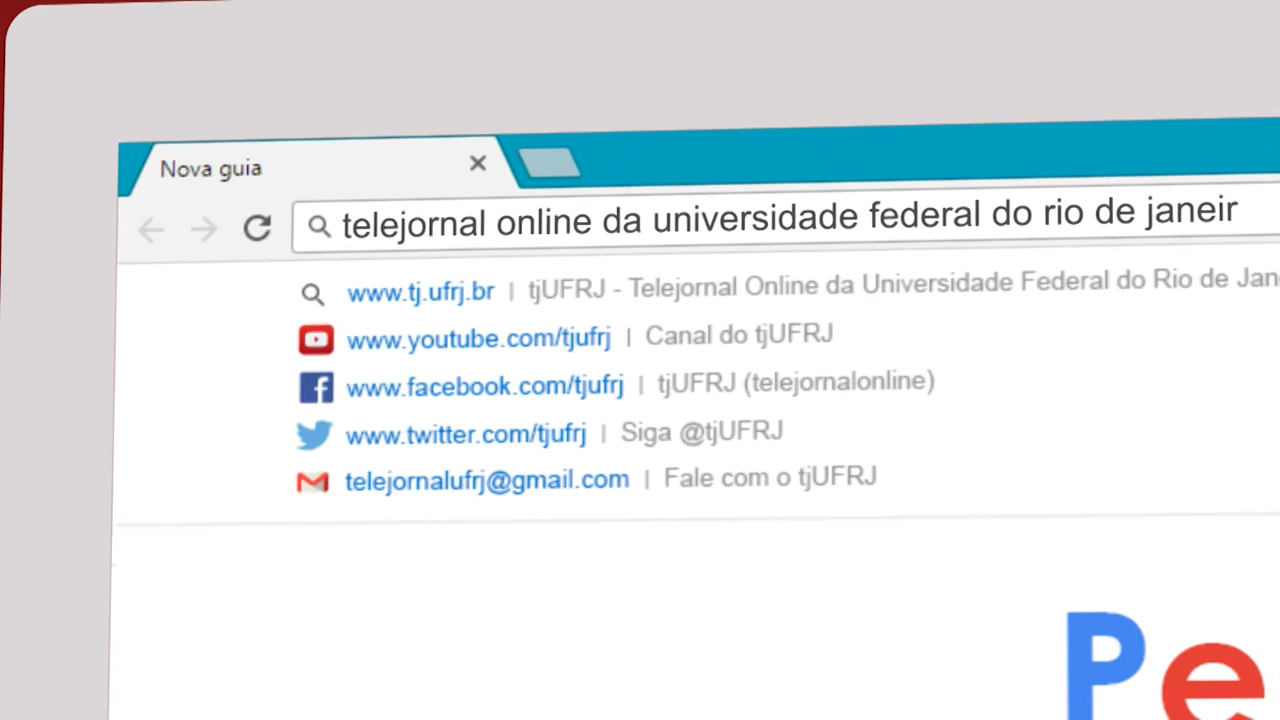 Nova guia
telejornal online da universidade federal do rio de janeir
www.tj.ufrj.br | tjUFRJ - Telejornal Online da Universidade Federal do Rio de Jan
www.youtube.com/tjufrj | Canal do tjUFRJ
www.facebook.com/tjufrj | tjUFRJ (telejornalonline)
www.twitter.com/tjufrj | Siga @tjUFRJ
telejornalufrj@gmail.com | Fale com o tjUFRJ
Pe